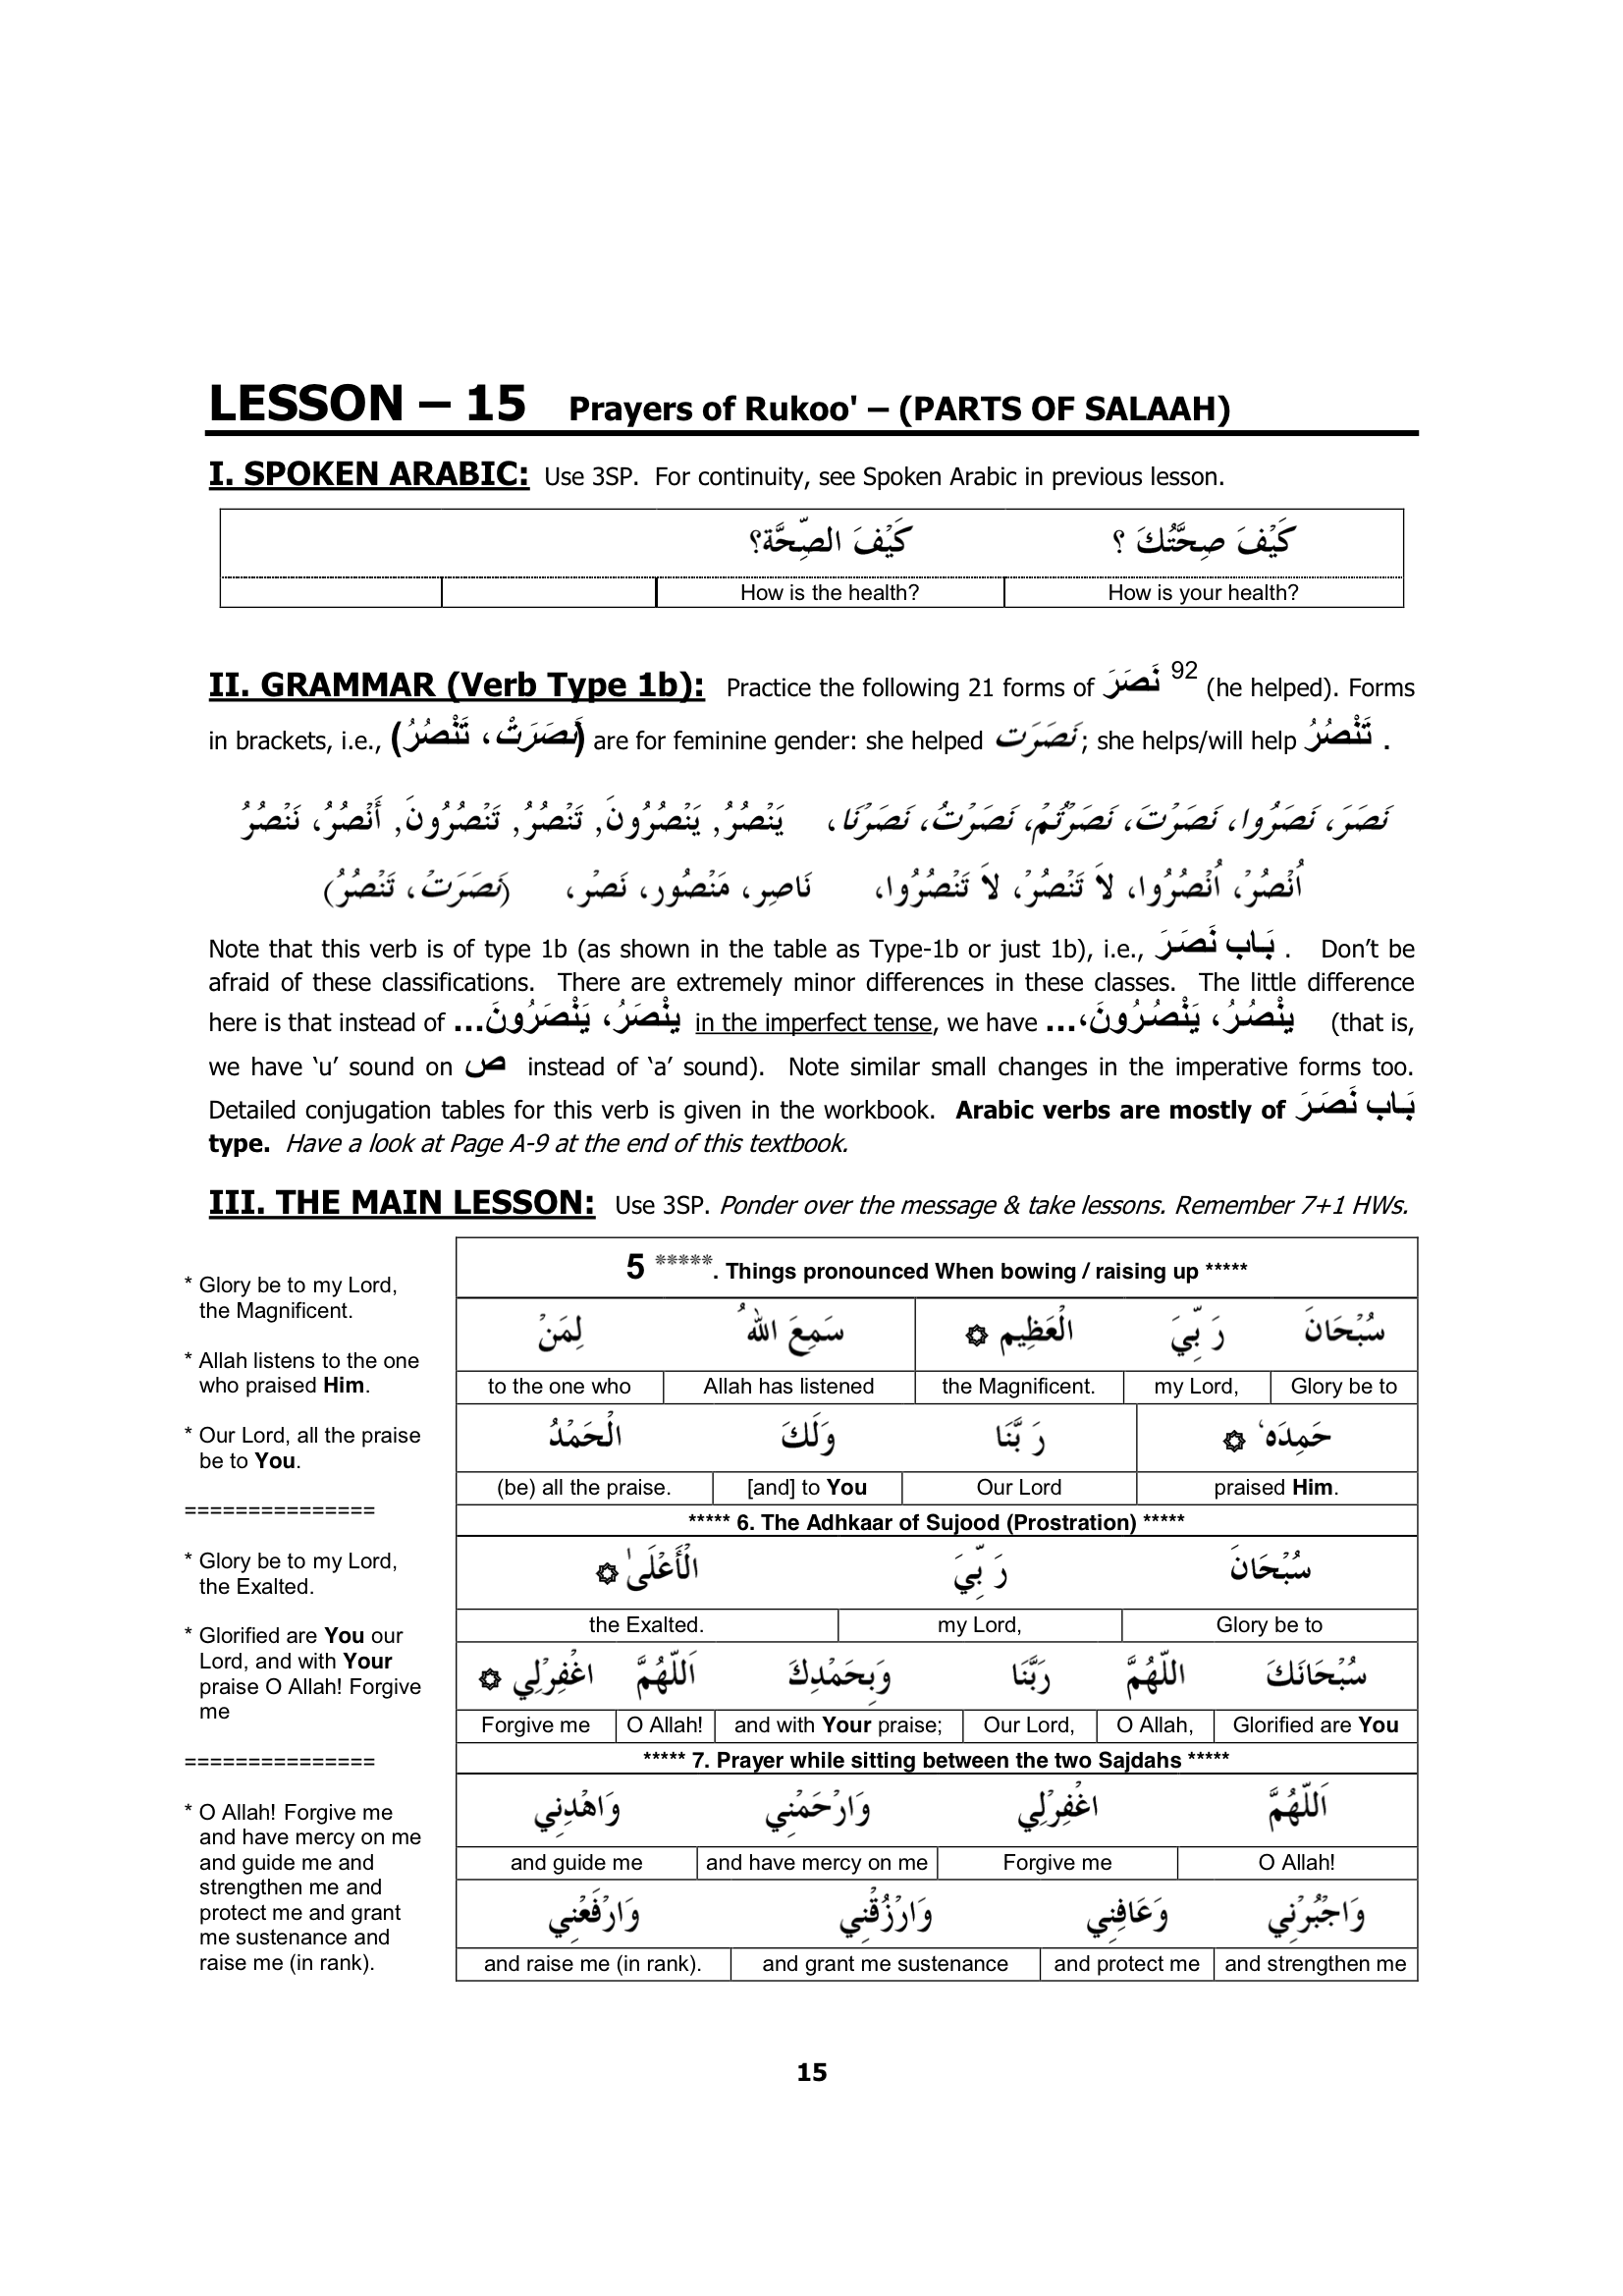 LESSON – 15 Prayers of Rukoo' – (PARTS OF SALAAH)
I. SPOKEN ARABIC: Use 3SP. For continuity, see Spoken Arabic in previous lesson.
كَيْفَ صِحَّتُكَ ؟ كَيْفَ الصِّحَّة؟
How is the health? How is your health?
II. GRAMMAR (Verb Type 1b): Practice the following 21 forms of نَصَرَ 92 (he helped). Forms
in brackets, i.e., (نَصَرَتْ، تَنْصُرُ) are for feminine gender: she helped نَصَرَت; she helps/will help تَنْصُرُ .
نَصَرَ، نَصَرُوا، نَصَرْتَ، نَصَرْتُمْ، نَصَرْتُ، نَصَرْنَا، يَنْصُرُ, يَنْصُرُونَ, تَنْصُرُ, تَنْصُرُونَ, أَنْصُرُ، نَنْصُرُ
اُنْصُرْ، اُنْصُرُوا، لاَ تَنْصُرْ، لاَ تَنْصُرُوا، نَاصِر، مَنْصُور، نَصْر، (نَصَرَتْ، تَنْصُرُ)
Note that this verb is of type 1b (as shown in the table as Type-1b or just 1b), i.e., بَاب نَصَرَ . Don’t be
afraid of these classifications. There are extremely minor differences in these classes. The little difference
here is that instead of ينْصَرُ، يَنْصَرُونَ... in the imperfect tense, we have ينْصُرُ، يَنْصُرُونَ،... (that is,
we have ‘u’ sound on ص instead of ‘a’ sound). Note similar small changes in the imperative forms too.
Detailed conjugation tables for this verb is given in the workbook. Arabic verbs are mostly of بَاب نَصَرَ
type. Have a look at Page A-9 at the end of this textbook.
III. THE MAIN LESSON: Use 3SP. Ponder over the message & take lessons. Remember 7+1 HWs.
* Glory be to my Lord,
the Magnificent.
* Allah listens to the one
who praised Him.
* Our Lord, all the praise
be to You.
===============
* Glory be to my Lord,
the Exalted.
* Glorified are You our
Lord, and with Your
praise O Allah! Forgive
me
===============
* O Allah! Forgive me
and have mercy on me
and guide me and
strengthen me and
protect me and grant
me sustenance and
raise me (in rank).
5 *****. Things pronounced When bowing / raising up *****
سُبْحَانَ رَبِّيَ الْعَظِيم ۞ سَمِعَ اللهُ لِمَنْ
to the one who Allah has listened the Magnificent. my Lord, Glory be to
حَمِدَه ۞ رَبَّنَا وَلَكَ الْحَمْدُ
(be) all the praise. [and] to You Our Lord praised Him.
***** 6. The Adhkaar of Sujood (Prostration) *****
سُبْحَانَ رَبِّيَ الْأَعْلَىٰ ۞
the Exalted. my Lord, Glory be to
سُبْحَانَكَ اللّهُمَّ رَبَّنَا وَبِحَمْدِكَ اَللّهُمَّ اغْفِرْلِي ۞
Forgive me O Allah! and with Your praise; Our Lord, O Allah, Glorified are You
***** 7. Prayer while sitting between the two Sajdahs *****
اَللّهُمَّ اغْفِرْلِي وَارْحَمْنِي وَاهْدِنِي
and guide me and have mercy on me Forgive me O Allah!
وَاجْبُرْنِي وَعَافِنِي وَارْزُقْنِي وَارْفَعْنِي
and raise me (in rank). and grant me sustenance and protect me and strengthen me
15